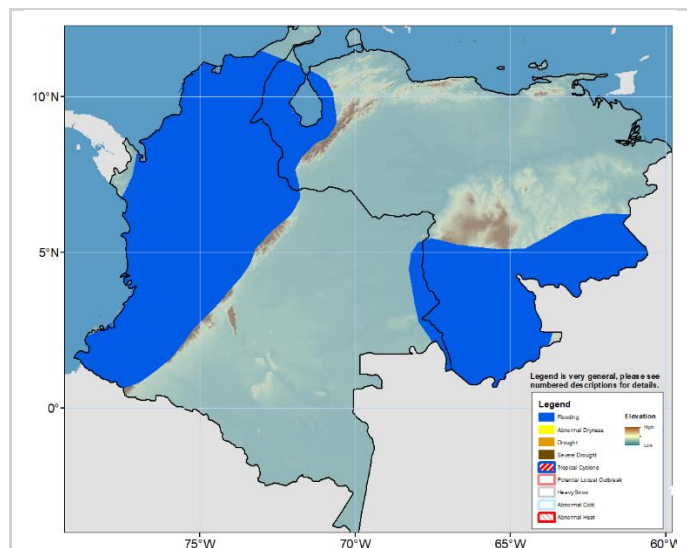 10°N
5°N
0°
75°W
70°W
65°W
60°W
Legend is very general, please see
numbered descriptions for details.
Legend
Flooding
Abnormal Dryness
Drought
Severe Drought
Tropical Cyclone
Potential Locust Outbreak
Heavy Snow
Abnormal Cold
Abnormal Heat
Elevation
High
Low